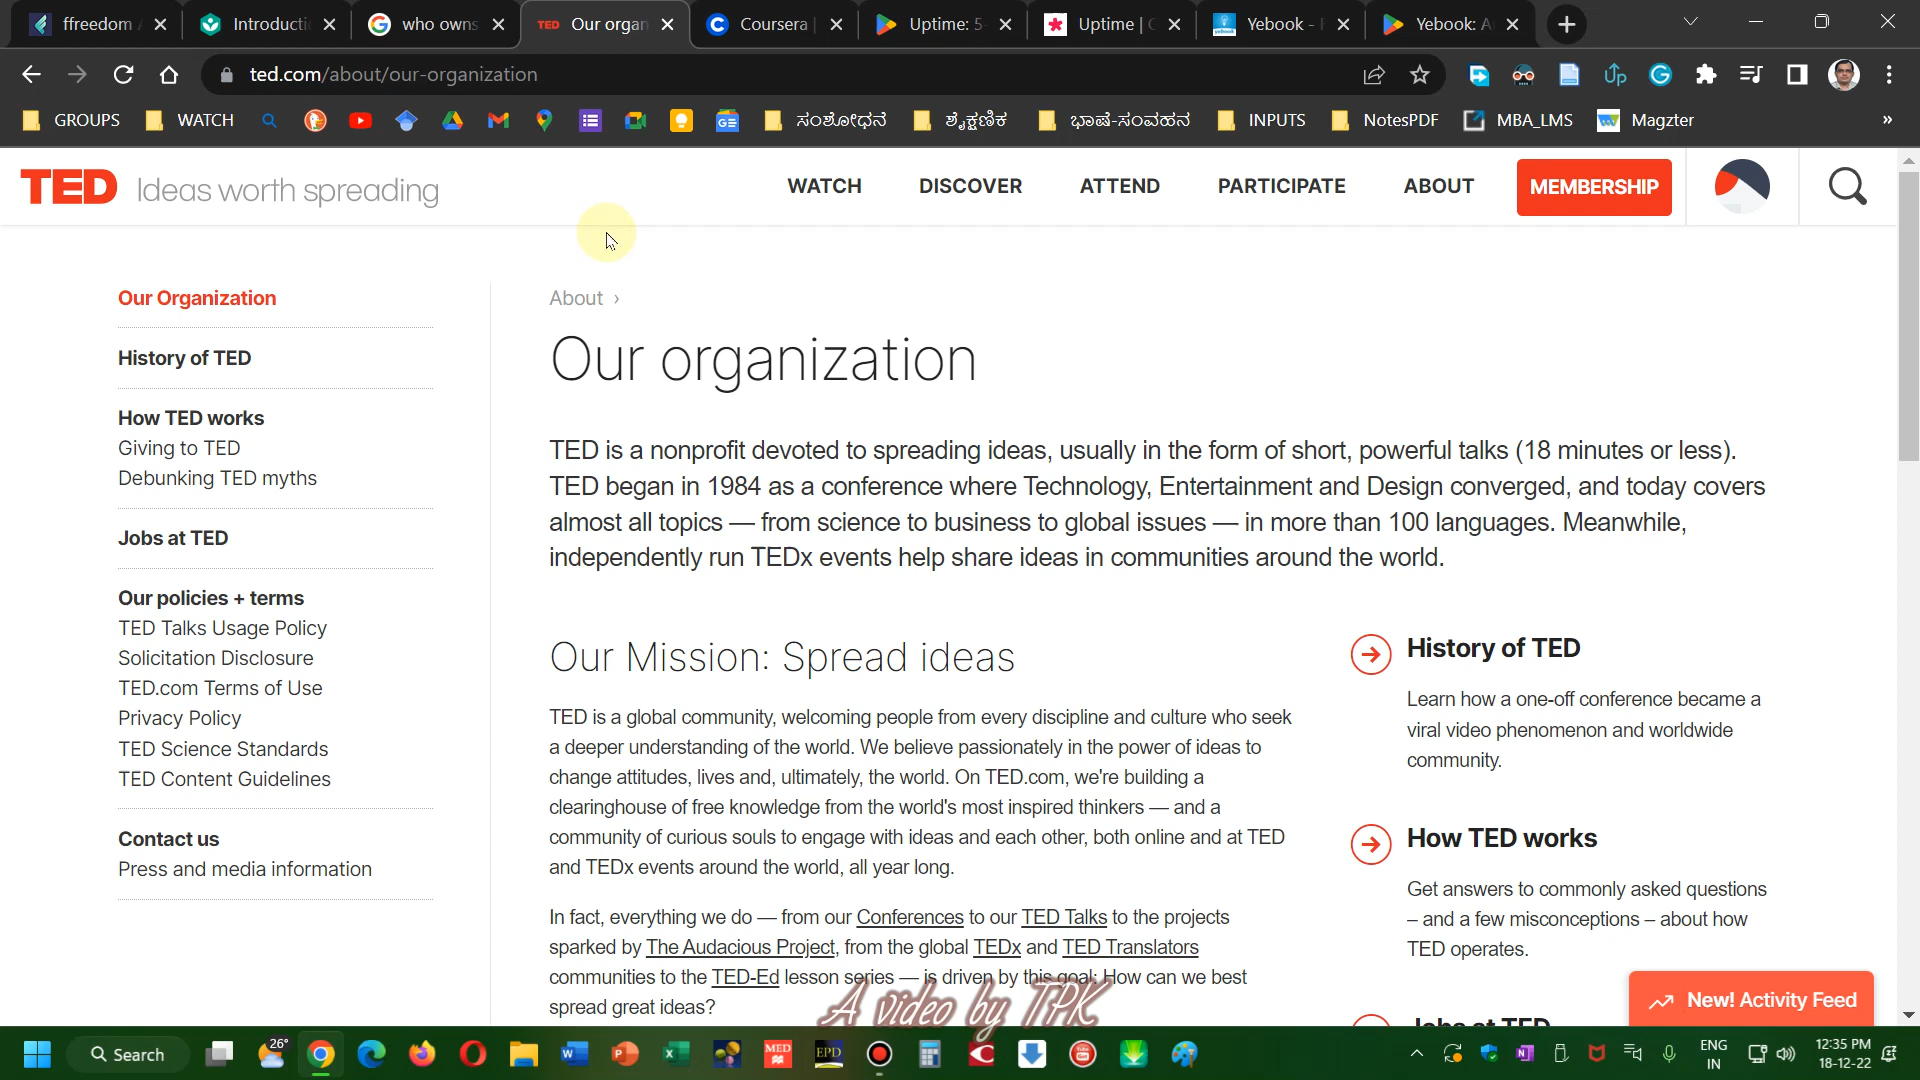 ffreedom
Introducti
who owns
TED Our organ
Coursera
Uptime: 5-
Uptime |
Yebook -
Yebook: A
ted.com/about/our-organization
GROUPS
WATCH
ಸಂಶೋಧನೆ
ಶೈಕ್ಷಣಿಕ
ಭಾಷೆ-ಸಂವಹನ
INPUTS
NotesPDF
MBA_LMS
Magzter
»
TED Ideas worth spreading
WATCH
DISCOVER
ATTEND
PARTICIPATE
ABOUT
MEMBERSHIP
Our Organization
History of TED
How TED works
Giving to TED
Debunking TED myths
Jobs at TED
Our policies + terms
TED Talks Usage Policy
Solicitation Disclosure
TED.com Terms of Use
Privacy Policy
TED Science Standards
TED Content Guidelines
Contact us
Press and media information
About ›
Our organization
TED is a nonprofit devoted to spreading ideas, usually in the form of short, powerful talks (18 minutes or less).
TED began in 1984 as a conference where Technology, Entertainment and Design converged, and today covers
almost all topics — from science to business to global issues — in more than 100 languages. Meanwhile,
independently run TEDx events help share ideas in communities around the world.
Our Mission: Spread ideas
TED is a global community, welcoming people from every discipline and culture who seek
a deeper understanding of the world. We believe passionately in the power of ideas to
change attitudes, lives and, ultimately, the world. On TED.com, we're building a
clearinghouse of free knowledge from the world's most inspired thinkers — and a
community of curious souls to engage with ideas and each other, both online and at TED
and TEDx events around the world, all year long.
In fact, everything we do — from our Conferences to our TED Talks to the projects
sparked by The Audacious Project, from the global TEDx and TED Translators
communities to the TED-Ed lesson series — is driven by this goal: How can we best
spread great ideas?
History of TED
Learn how a one-off conference became a
viral video phenomenon and worldwide
community.
How TED works
Get answers to commonly asked questions
– and a few misconceptions – about how
TED operates.
Jobs at TED
New! Activity Feed
A video by TPK
26°
Search
MED
EPD
ENG
IN
12:35 PM
18-12-22